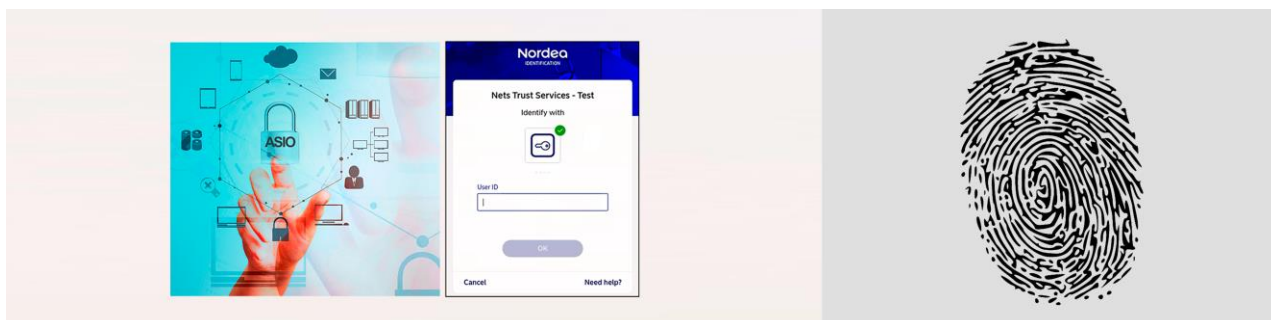 ASIO
Nordea
IDENTIFICATION
Nets Trust Services - Test
Identify with
User ID
OK
Cancel
Need help?